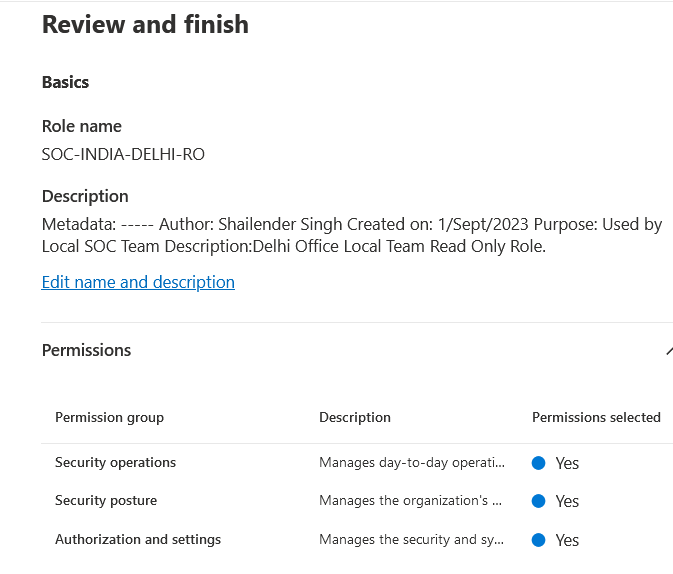 Review and finish
Basics
Role name
SOC-INDIA-DELHI-RO
Description
Metadata: ----- Author: Shailender Singh Created on: 1/Sept/2023 Purpose: Used by
Local SOC Team Description:Delhi Office Local Team Read Only Role.
Edit name and description
Permissions
Permission group Description Permissions selected
Security operations Manages day-to-day operati... Yes
Security posture Manages the organization's ... Yes
Authorization and settings Manages the security and sy... Yes